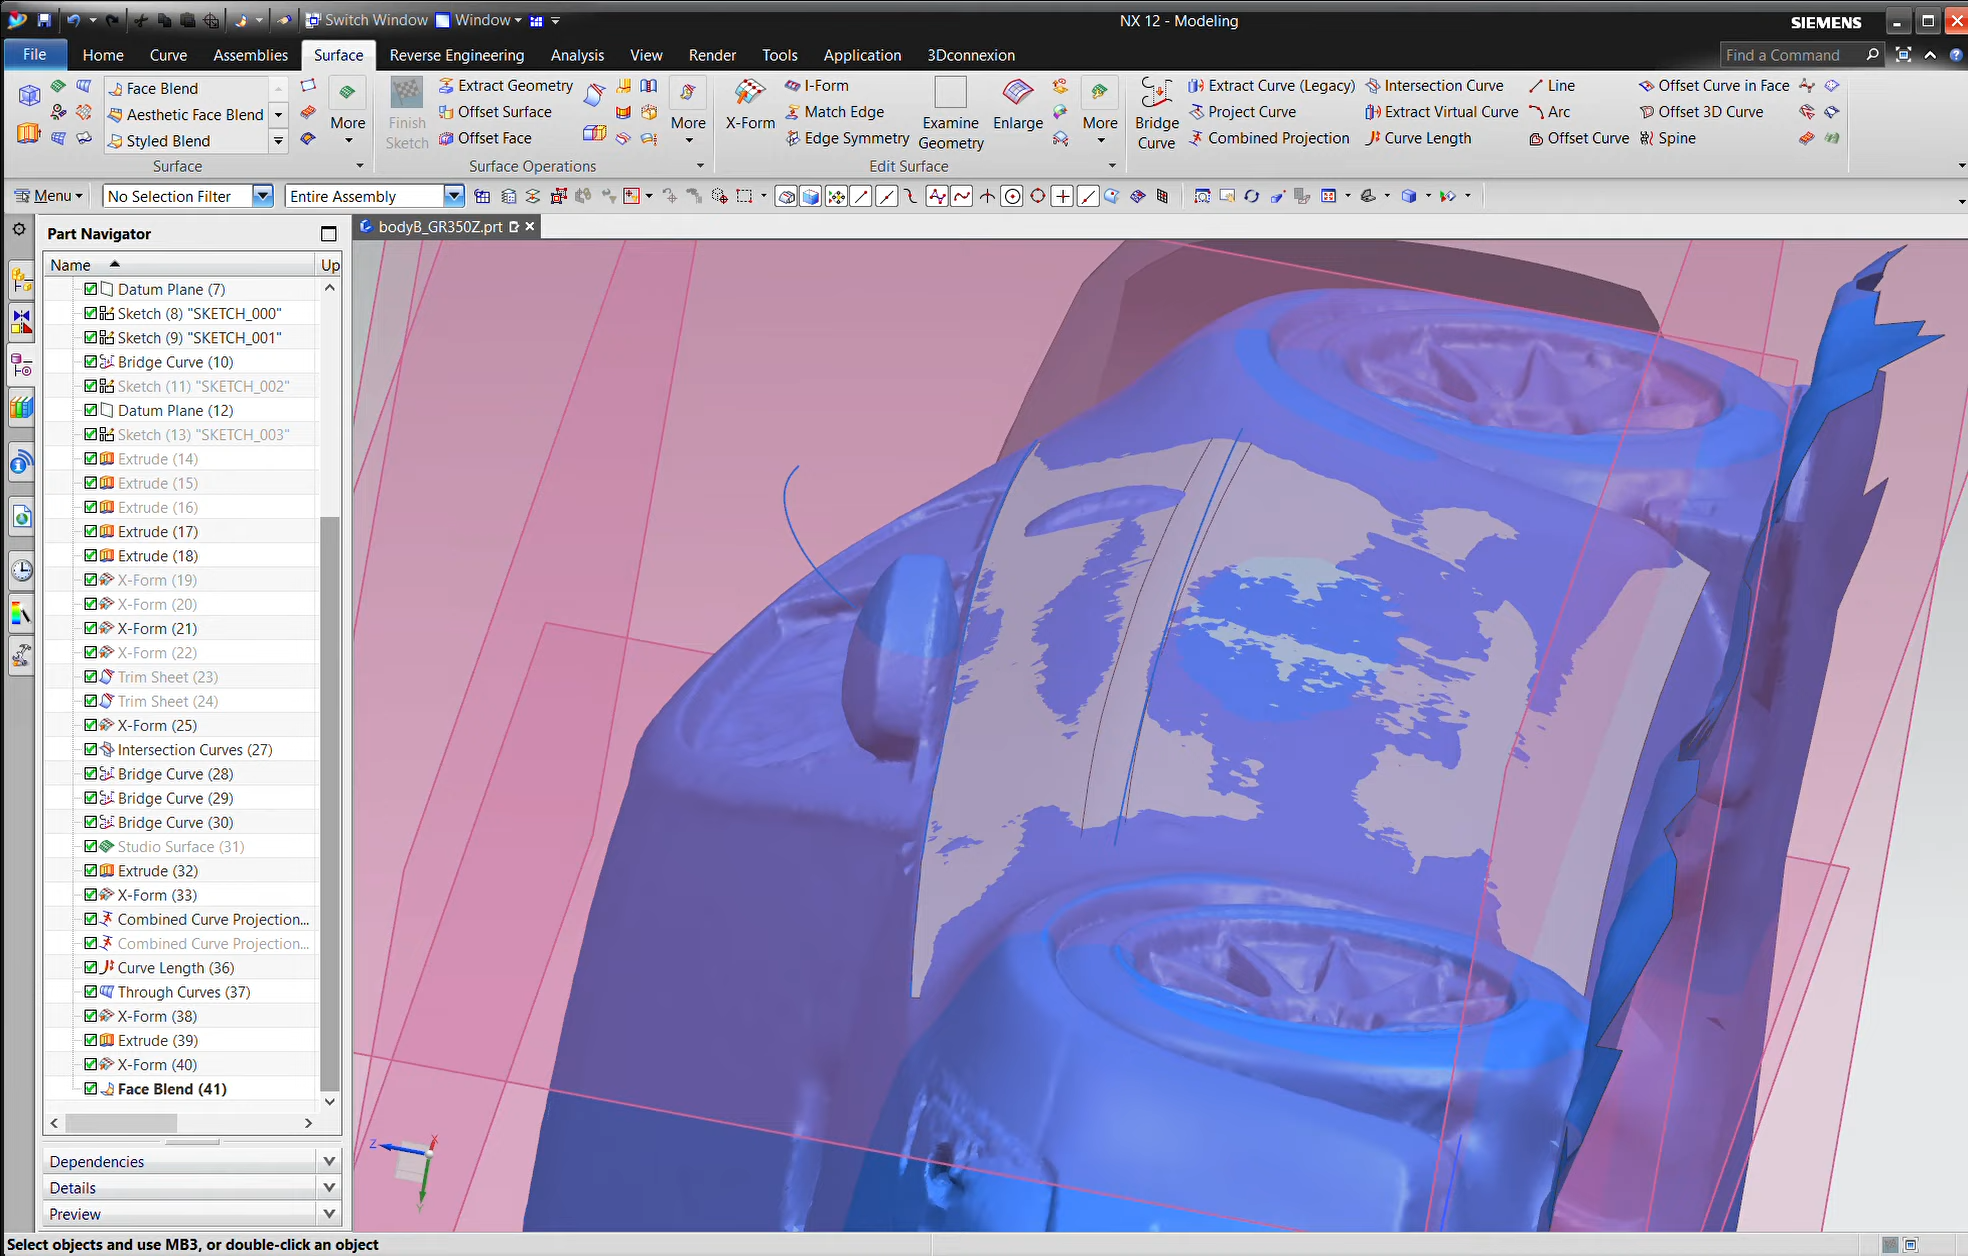 Switch Window
Window
NX 12 - Modeling
SIEMENS
File
Home
Curve
Assemblies
Surface
Reverse Engineering
Analysis
View
Render
Tools
Application
3Dconnexion
Find a Command
Face Blend
Aesthetic Face Blend
Styled Blend
More
Surface
Finish Sketch
Extract Geometry
Offset Surface
Offset Face
More
Surface Operations
X-Form
I-Form
Match Edge
Edge Symmetry
Examine Geometry
Enlarge
More
Edit Surface
Bridge Curve
Extract Curve (Legacy)
Project Curve
Combined Projection
Intersection Curve
Extract Virtual Curve
Curve Length
Line
Arc
Offset Curve
Offset Curve in Face
Offset 3D Curve
Spine
Menu
No Selection Filter
Entire Assembly
Part Navigator
bodyB_GR350Z.prt
Name
Up
Datum Plane (7)
Sketch (8) "SKETCH_000"
Sketch (9) "SKETCH_001"
Bridge Curve (10)
Sketch (11) "SKETCH_002"
Datum Plane (12)
Sketch (13) "SKETCH_003"
Extrude (14)
Extrude (15)
Extrude (16)
Extrude (17)
Extrude (18)
X-Form (19)
X-Form (20)
X-Form (21)
X-Form (22)
Trim Sheet (23)
Trim Sheet (24)
X-Form (25)
Intersection Curves (27)
Bridge Curve (28)
Bridge Curve (29)
Bridge Curve (30)
Studio Surface (31)
Extrude (32)
X-Form (33)
Combined Curve Projection...
Combined Curve Projection...
Curve Length (36)
Through Curves (37)
X-Form (38)
Extrude (39)
X-Form (40)
Face Blend (41)
Dependencies
Details
Preview
Z
X
Y
Select objects and use MB3, or double-click an object